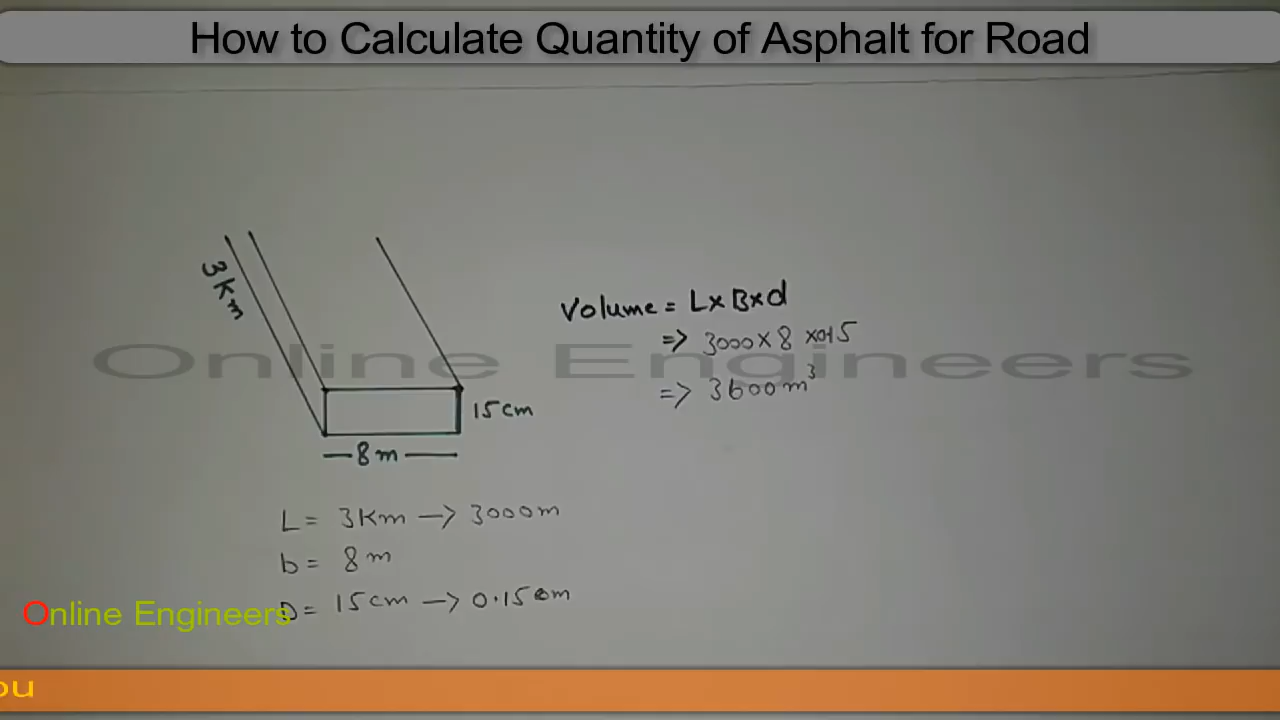 How to Calculate Quantity of Asphalt for Road
3Km
Volume = L×B×d
=> 3000×8×0.15
Online Engineers
=> 3600m³
15cm
8m
L= 3Km —> 3000m
b= 8m
D= 15cm —> 0.15m
Online Engineers
ou